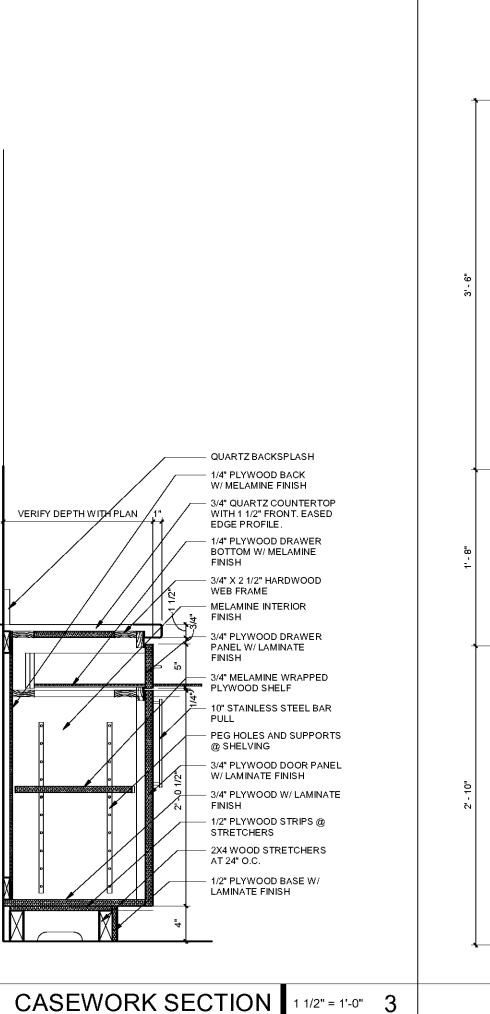 3' - 6"
QUARTZ BACKSPLASH
1/4" PLYWOOD BACK
W/ MELAMINE FINISH
3/4" QUARTZ COUNTERTOP
WITH 1 1/2" FRONT. EASED
EDGE PROFILE.
VERIFY DEPTH WITH PLAN
1"
1/4" PLYWOOD DRAWER
BOTTOM W/ MELAMINE
FINISH
1' - 8"
3/4" X 2 1/2" HARDWOOD
WEB FRAME
1 1/2"
MELAMINE INTERIOR
FINISH
3/4"
3/4" PLYWOOD DRAWER
PANEL W/ LAMINATE
FINISH
5"
3/4" MELAMINE WRAPPED
PLYWOOD SHELF
1/4"
10" STAINLESS STEEL BAR
PULL
PEG HOLES AND SUPPORTS
@ SHELVING
3/4" PLYWOOD DOOR PANEL
W/ LAMINATE FINISH
2' - 0 1/2"
2' - 10"
3/4" PLYWOOD W/ LAMINATE
FINISH
1/2" PLYWOOD STRIPS @
STRETCHERS
2X4 WOOD STRETCHERS
AT 24" O.C.
1/2" PLYWOOD BASE W/
LAMINATE FINISH
4"
CASEWORK SECTION
1 1/2" = 1'-0"
3